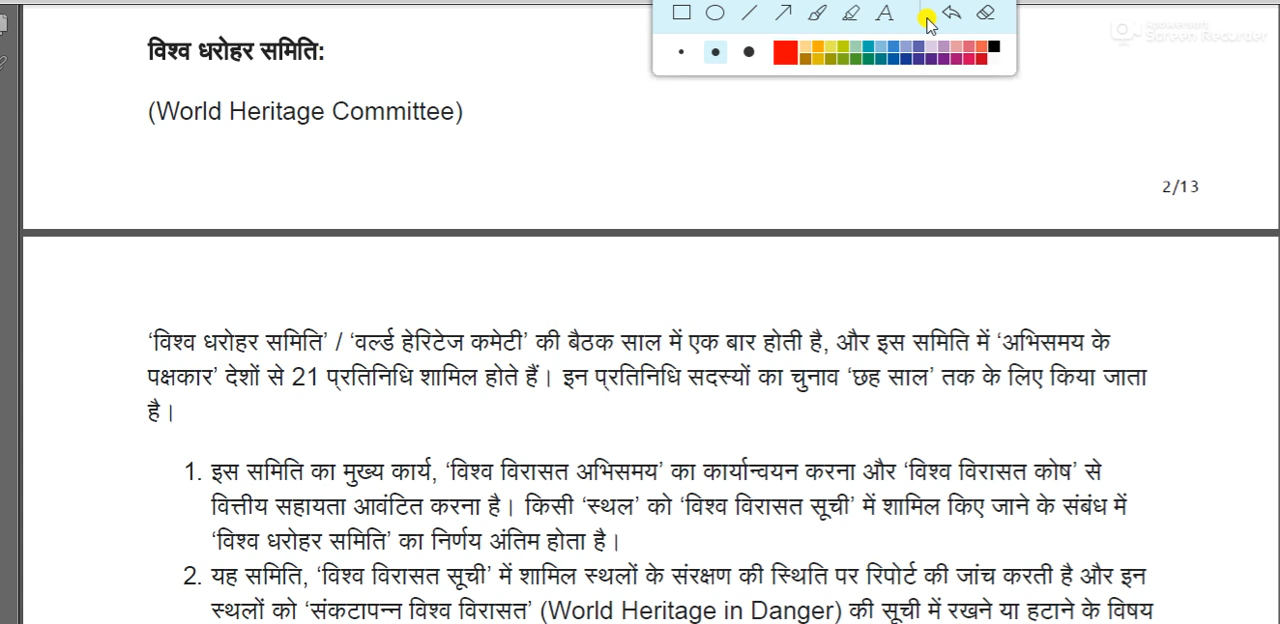 विश्व धरोहर समिति:
Apowersoft
Screen Recorder
(World Heritage Committee)
2/13
‘विश्व धरोहर समिति’ / ‘वर्ल्ड हेरिटेज कमेटी’ की बैठक साल में एक बार होती है, और इस समिति में ‘अभिसमय के
पक्षकार’ देशों से 21 प्रतिनिधि शामिल होते हैं। इन प्रतिनिधि सदस्यों का चुनाव ‘छह साल’ तक के लिए किया जाता
है।
1. इस समिति का मुख्य कार्य, ‘विश्व विरासत अभिसमय’ का कार्यान्वयन करना और ‘विश्व विरासत कोष’ से
वित्तीय सहायता आवंटित करना है। किसी ‘स्थल’ को ‘विश्व विरासत सूची’ में शामिल किए जाने के संबंध में
‘विश्व धरोहर समिति’ का निर्णय अंतिम होता है।
2. यह समिति, ‘विश्व विरासत सूची’ में शामिल स्थलों के संरक्षण की स्थिति पर रिपोर्ट की जांच करती है और इन
स्थलों को ‘संकटापन्न विश्व विरासत’ (World Heritage in Danger) की सूची में रखने या हटाने के विषय